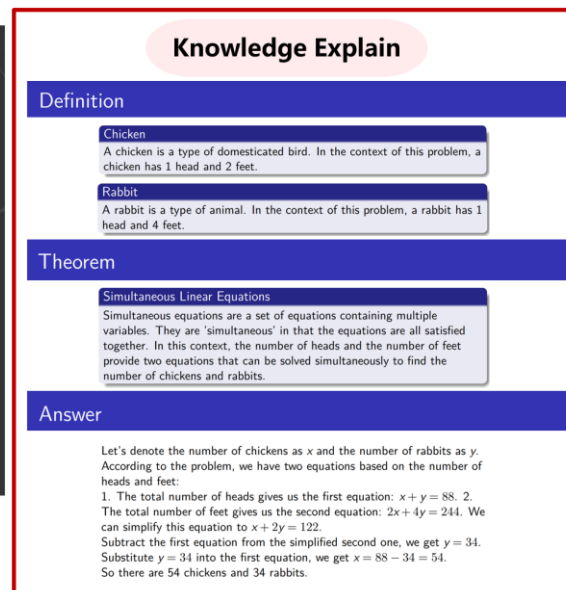 Knowledge Explain
Definition
Chicken
A chicken is a type of domesticated bird. In the context of this problem, a
chicken has 1 head and 2 feet.
Rabbit
A rabbit is a type of animal. In the context of this problem, a rabbit has 1
head and 4 feet.
Theorem
Simultaneous Linear Equations
Simultaneous equations are a set of equations containing multiple
variables. They are 'simultaneous' in that the equations are all satisfied
together. In this context, the number of heads and the number of feet
provide two equations that can be solved simultaneously to find the
number of chickens and rabbits.
Answer
Let's denote the number of chickens as x and the number of rabbits as y.
According to the problem, we have two equations based on the number of
heads and feet:
1. The total number of heads gives us the first equation: x + y = 88. 2.
The total number of feet gives us the second equation: 2x + 4y = 244. We
can simplify this equation to x + 2y = 122.
Subtract the first equation from the simplified second one, we get y = 34.
Substitute y = 34 into the first equation, we get x = 88 − 34 = 54.
So there are 54 chickens and 34 rabbits.